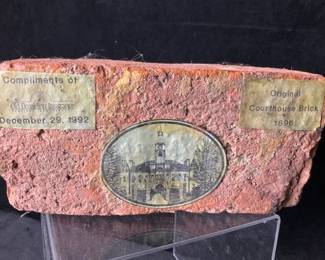 Compliments of
December 29, 1992
Original
Courthouse Brick
1896